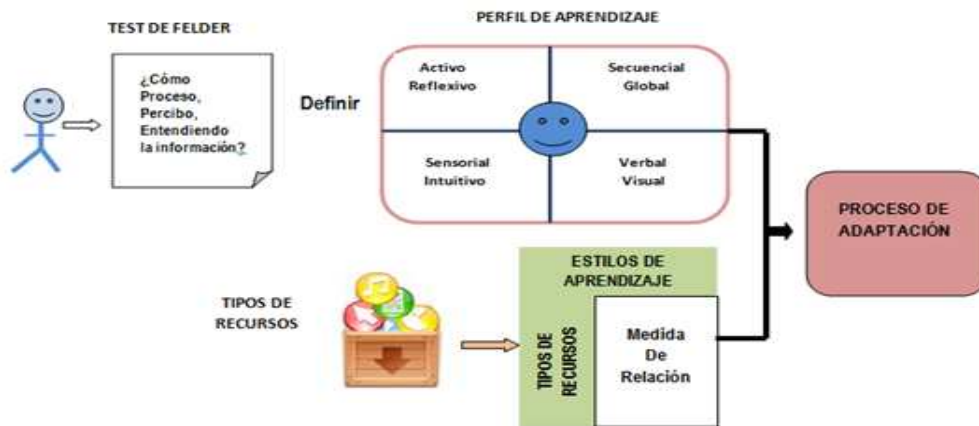 PERFIL DE APRENDIZAJE
TEST DE FELDER
¿Cómo
Proceso,
Percibo,
Entendiendo
la información?
Definir
Activo
Reflexivo
Secuencial
Global
Sensorial
Intuitivo
Verbal
Visual
PROCESO DE
ADAPTACIÓN
TIPOS DE
RECURSOS
ESTILOS DE
APRENDIZAJE
TIPOS DE
RECURSOS
Medida
De
Relación